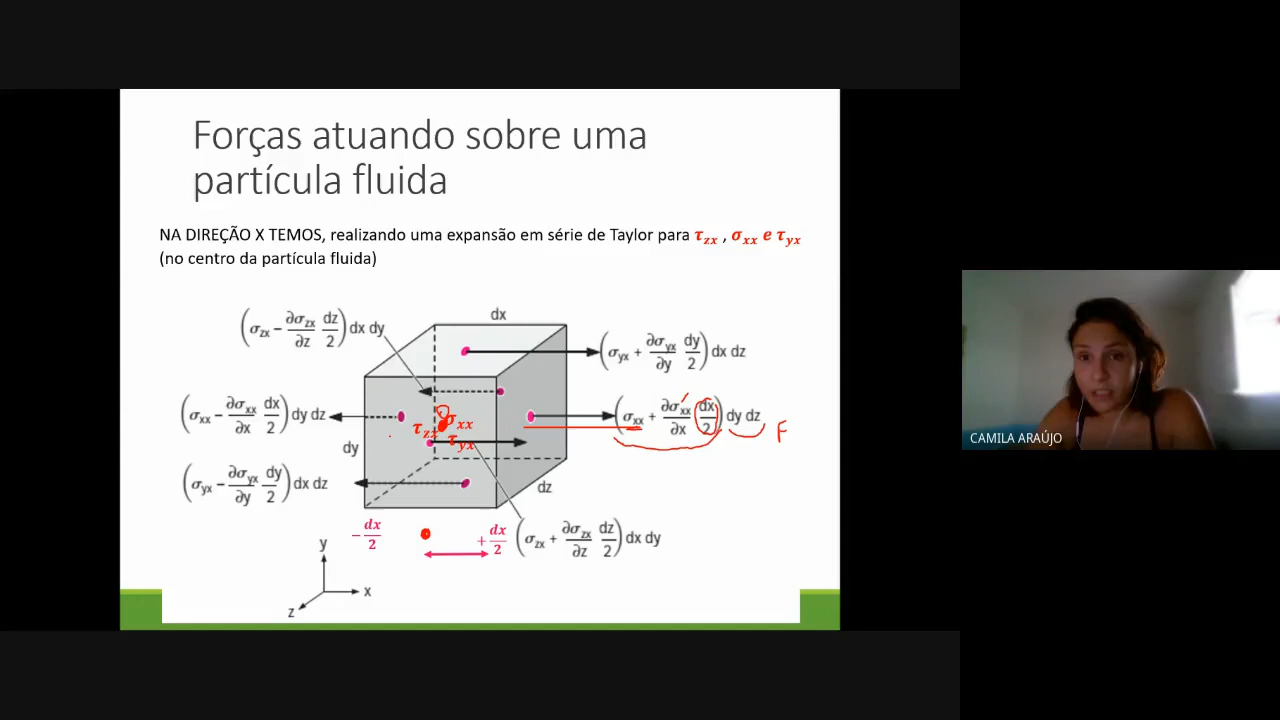 Forças atuando sobre uma
partícula fluida
NA DIREÇÃO X TEMOS, realizando uma expansão em série de Taylor para τzx , σxx e τyx
(no centro da partícula fluida)
dx
(σzx − ∂σzx/∂z dz/2) dx dy
(σyx + ∂σyx/∂y dy/2) dx dz
(σxx − ∂σxx/∂x dx/2) dy dz
(σxx + ∂σxx/∂x dx/2) dy dz F
τzx σxx
τyx
dy
(σyx − ∂σyx/∂y dy/2) dx dz
dz
− dx/2
+ dx/2
(σzx + ∂σzx/∂z dz/2) dx dy
y
x
z
CAMILA ARAÚJO